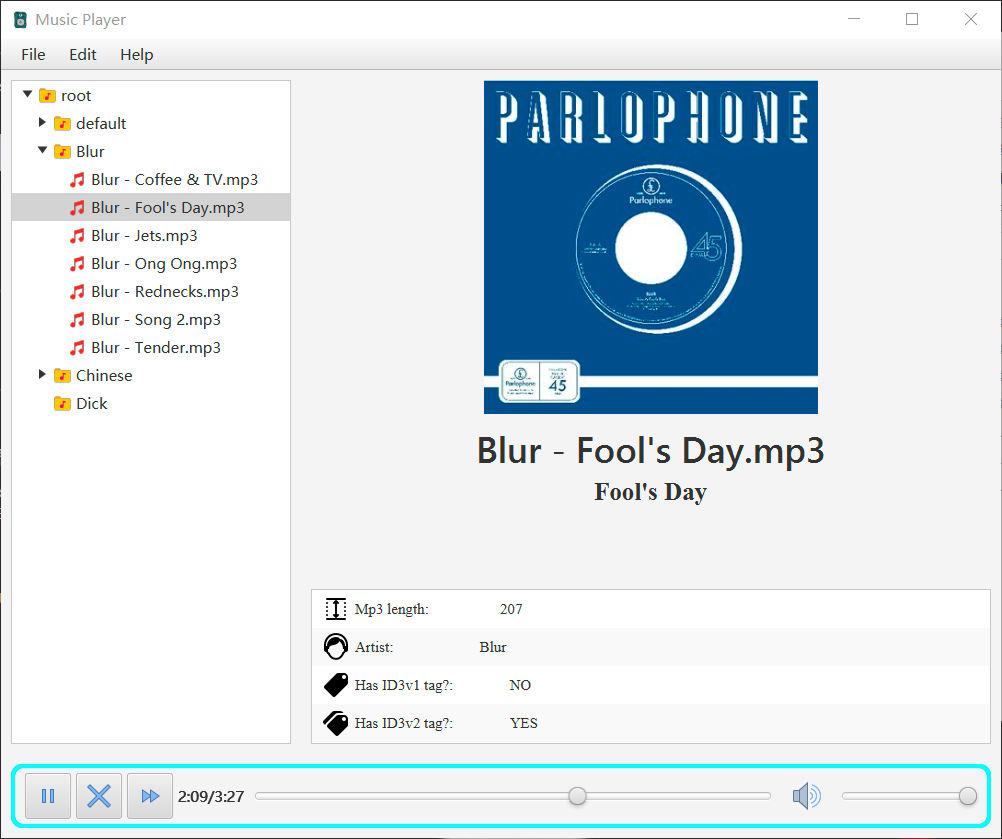 Music Player
File Edit Help
root
default
Blur
Blur - Coffee & TV.mp3
Blur - Fool's Day.mp3
Blur - Jets.mp3
Blur - Ong Ong.mp3
Blur - Rednecks.mp3
Blur - Song 2.mp3
Blur - Tender.mp3
Chinese
Dick
PARLOPHONE
Parlophone
45
BLUR
Parlophone
45
Blur - Fool's Day.mp3
Fool's Day
Mp3 length: 207
Artist: Blur
Has ID3v1 tag?: NO
Has ID3v2 tag?: YES
2:09/3:27